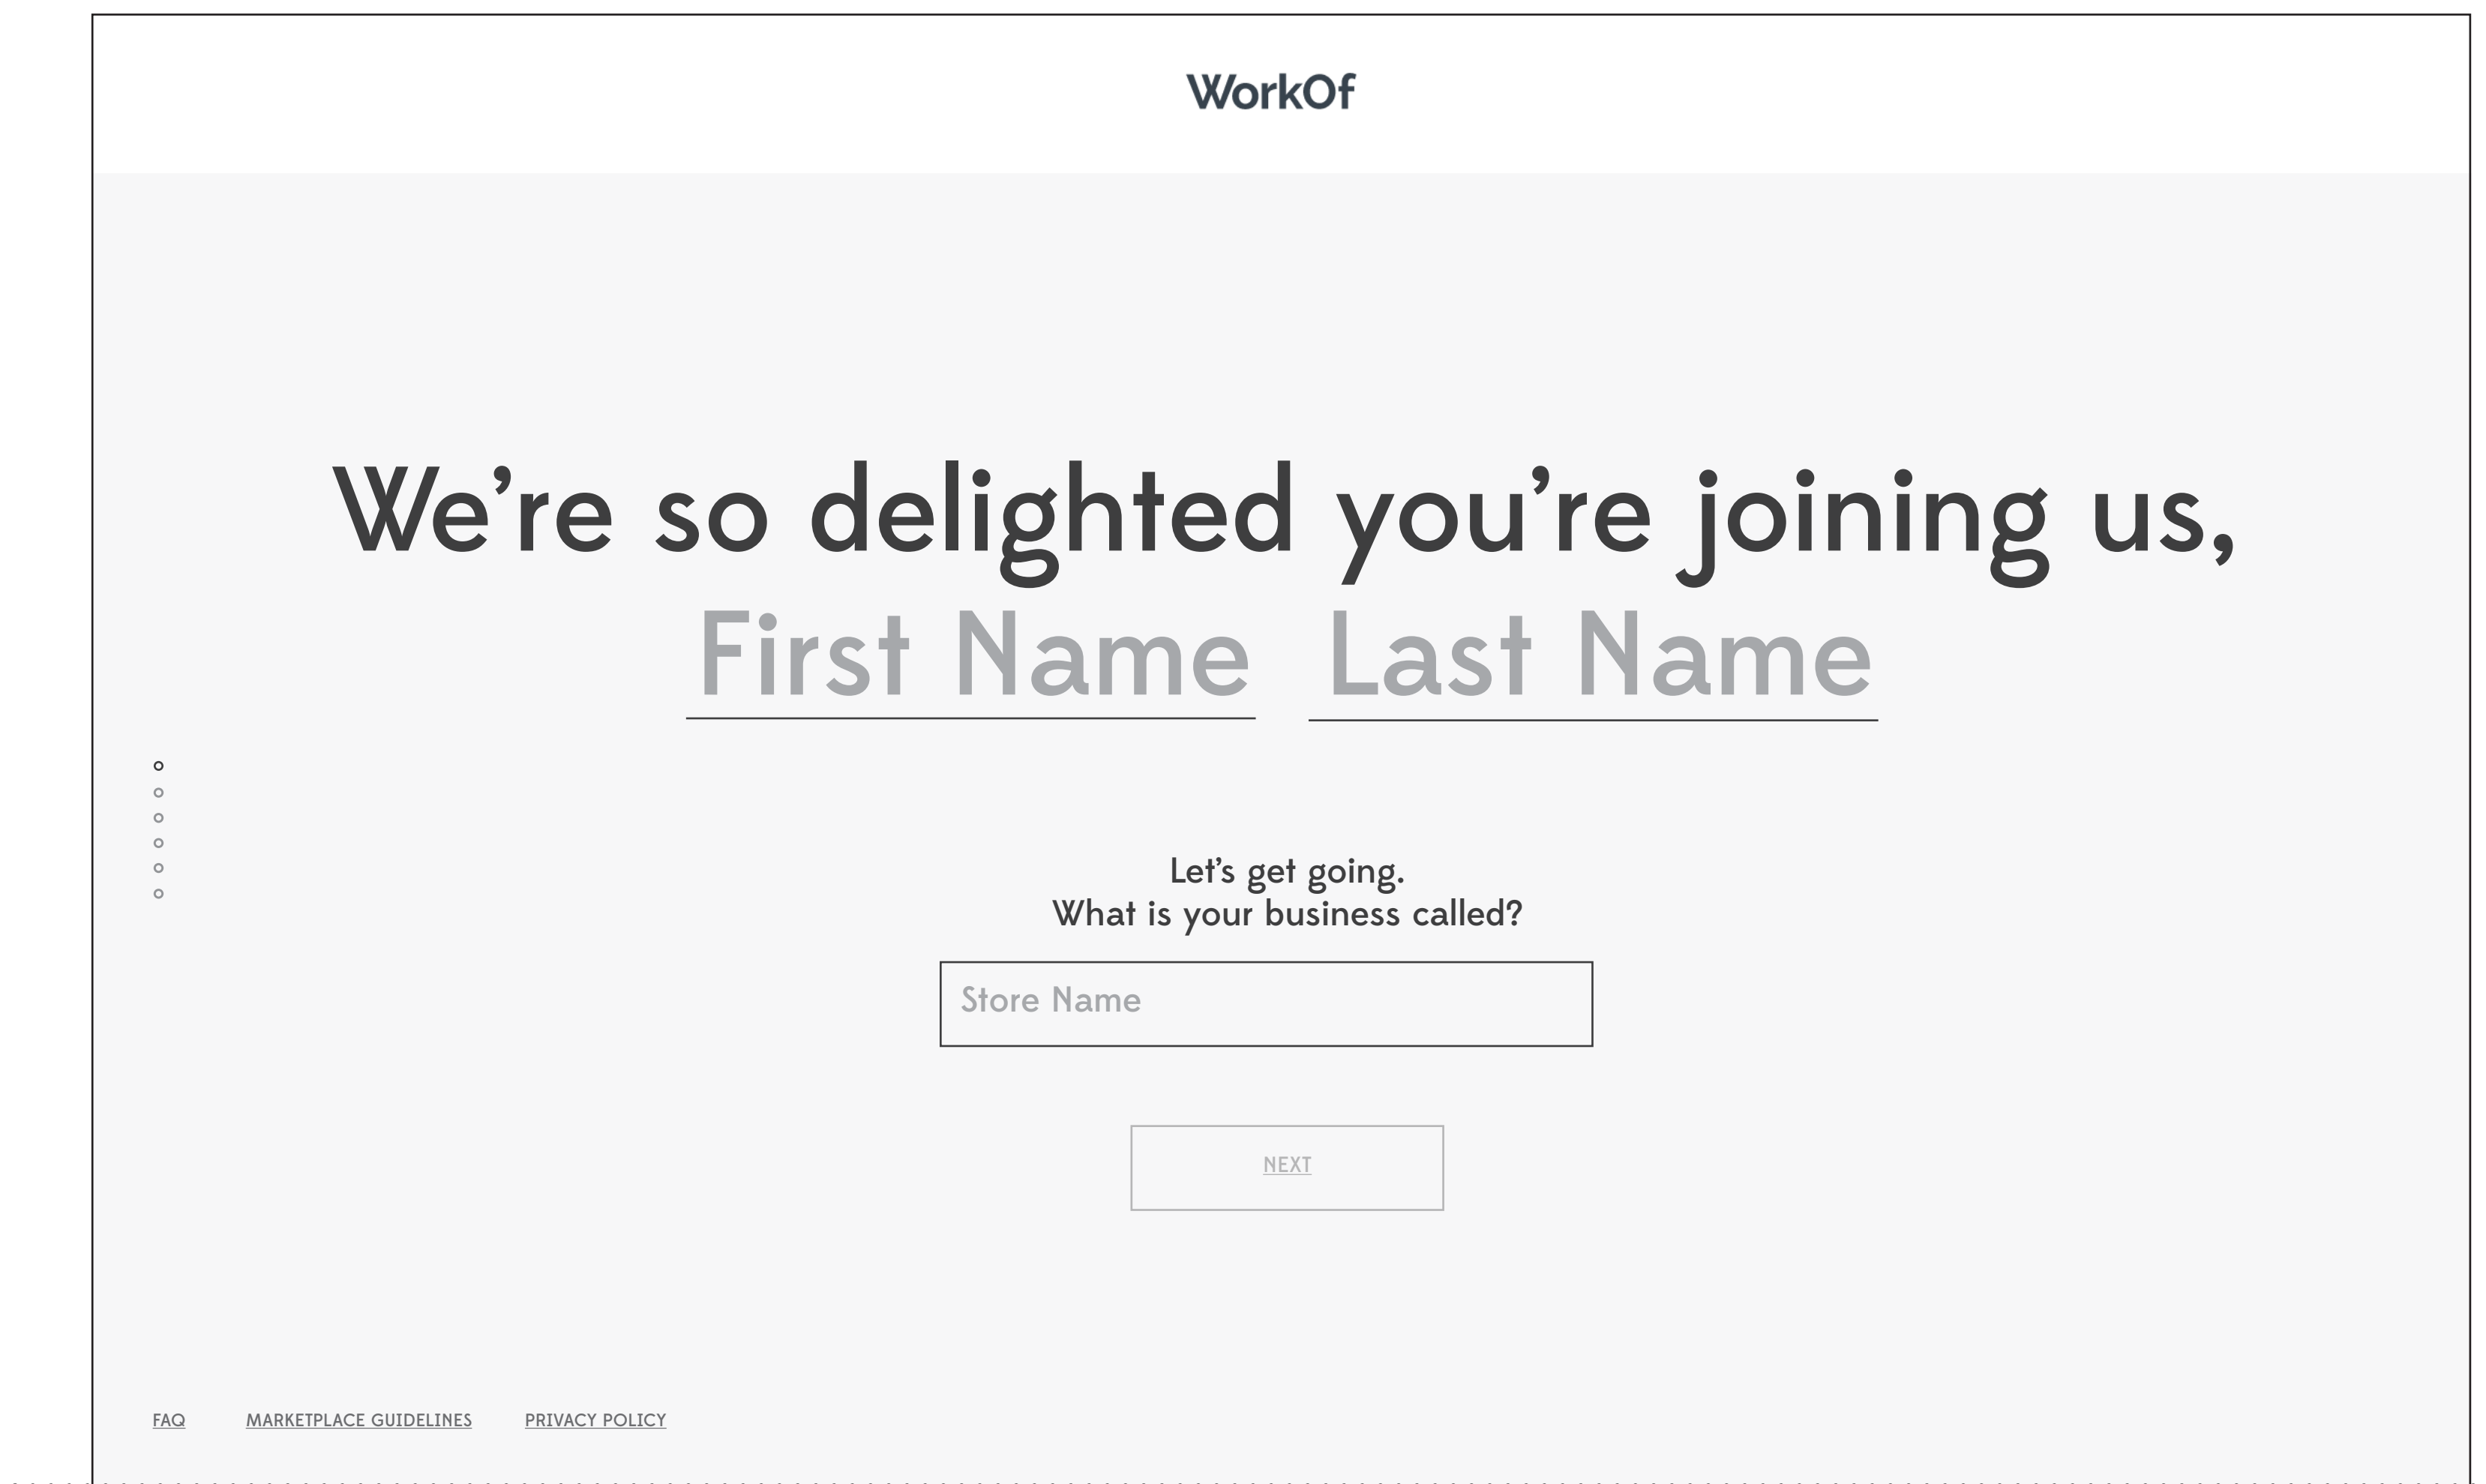 WorkOf
We’re so delighted you’re joining us,
First Name Last Name
Let’s get going.
What is your business called?
Store Name
NEXT
FAQ MARKETPLACE GUIDELINES PRIVACY POLICY